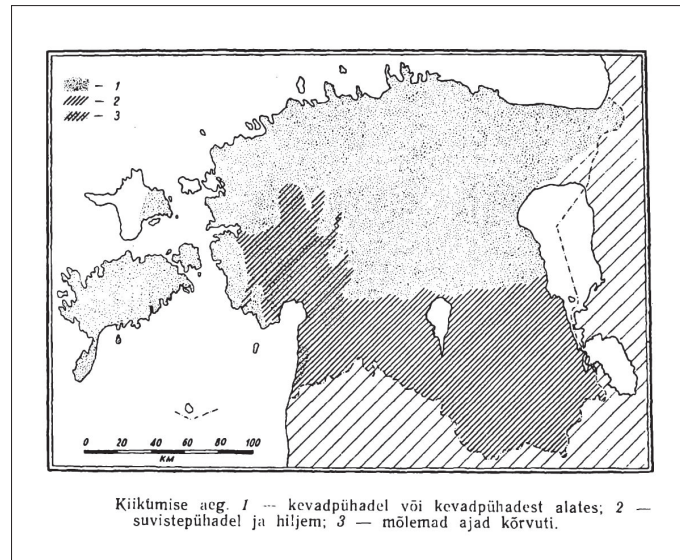 - 1
- 2
- 3
0 20 40 60 80 100
KM
Kiikumise aeg. 1 — kevadpühadel või kevadpühadest alates; 2 —
suvistepühadel ja hiljem; 3 — mõlemad ajad kõrvuti.